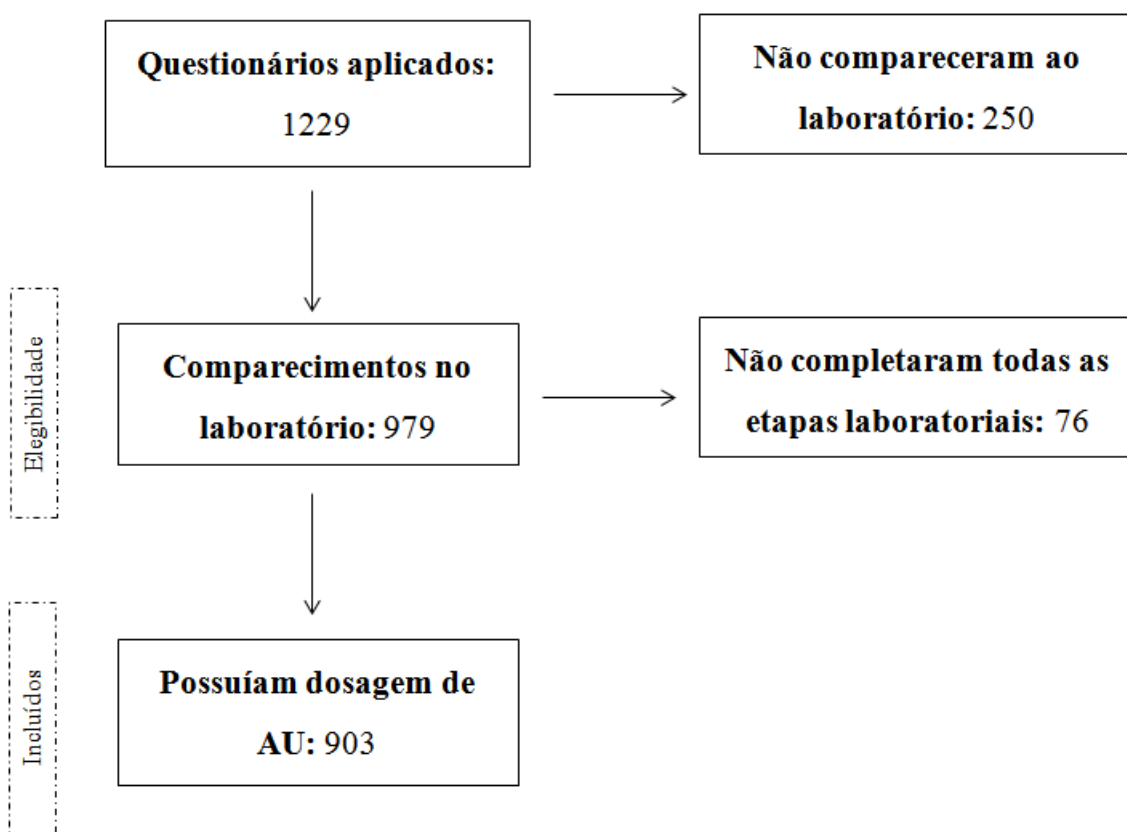 Questionários aplicados:
1229
Não compareceram ao
laboratório: 250
Elegibilidade
Comparecimentos no
laboratório: 979
Não completaram todas as
etapas laboratoriais: 76
Incluídos
Possuíam dosagem de
AU: 903